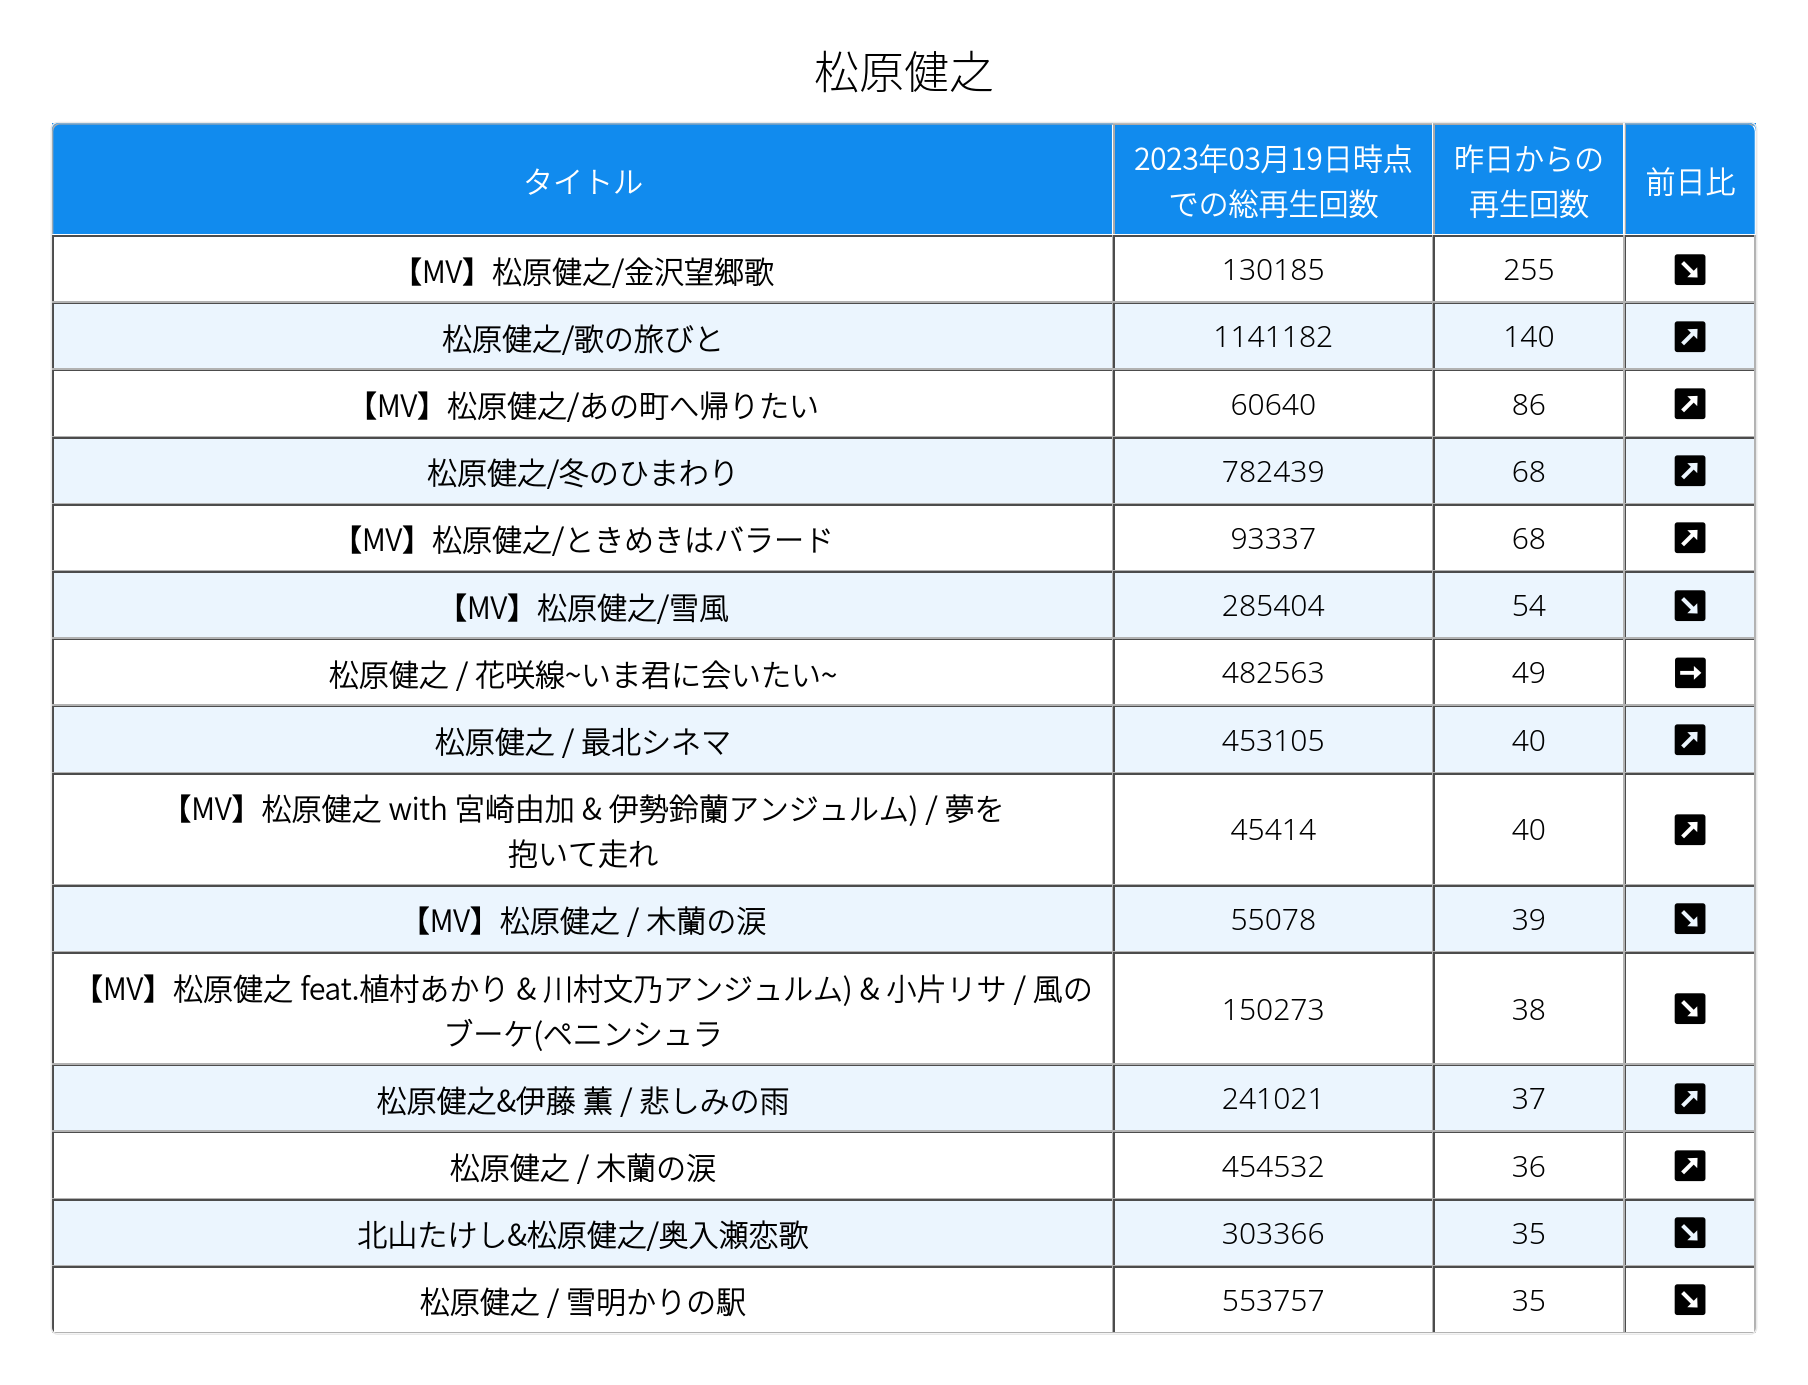 松原健之
タイトル
2023年03月19日時点
での総再生回数
昨日からの
再生回数
前日比
【MV】松原健之/金沢望郷歌 130185 255
松原健之/歌の旅びと 1141182 140
【MV】松原健之/あの町へ帰りたい 60640 86
松原健之/冬のひまわり 782439 68
【MV】松原健之/ときめきはバラード 93337 68
【MV】松原健之/雪風 285404 54
松原健之 / 花咲線~いま君に会いたい~ 482563 49
松原健之 / 最北シネマ 453105 40
【MV】松原健之 with 宮崎由加 & 伊勢鈴蘭アンジュルム) / 夢を
抱いて走れ 45414 40
【MV】松原健之 / 木蘭の涙 55078 39
【MV】松原健之 feat.植村あかり & 川村文乃アンジュルム) & 小片リサ / 風の
ブーケ(ペニンシュラ 150273 38
松原健之&伊藤 薫 / 悲しみの雨 241021 37
松原健之 / 木蘭の涙 454532 36
北山たけし&松原健之/奥入瀬恋歌 303366 35
松原健之 / 雪明かりの駅 553757 35